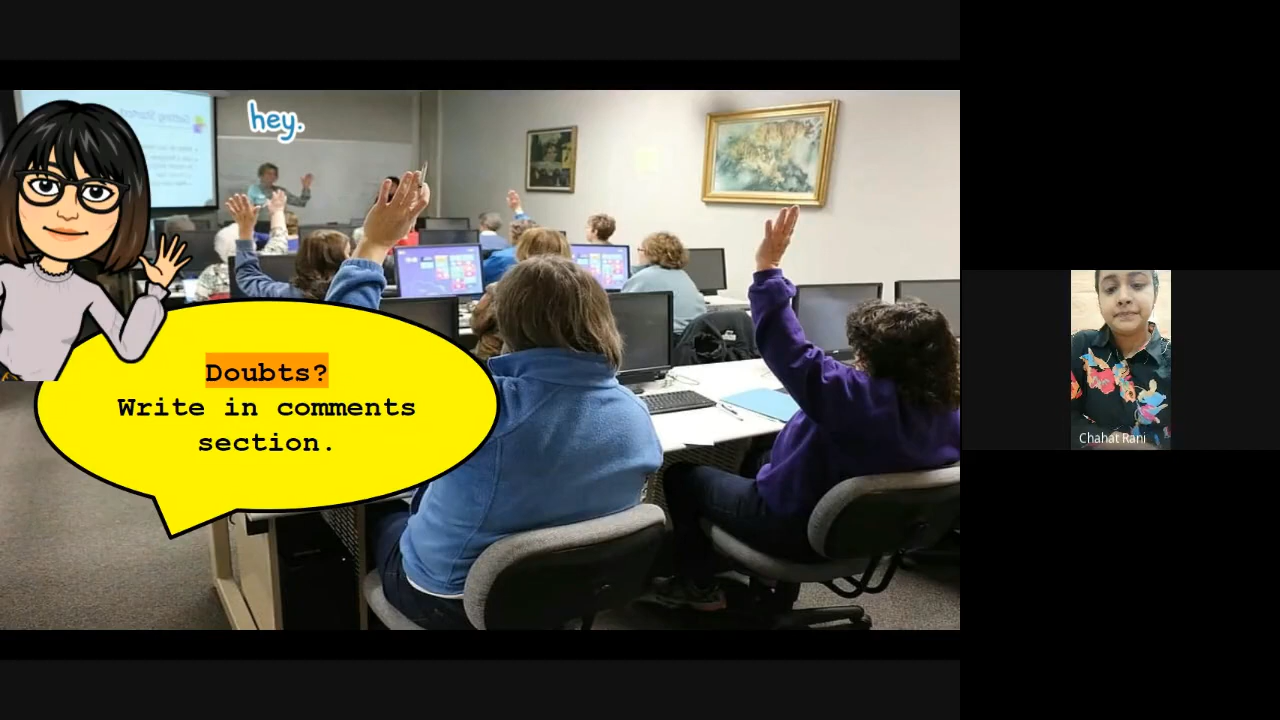 hey.
Doubts?
Write in comments
section.
Chahat Rani